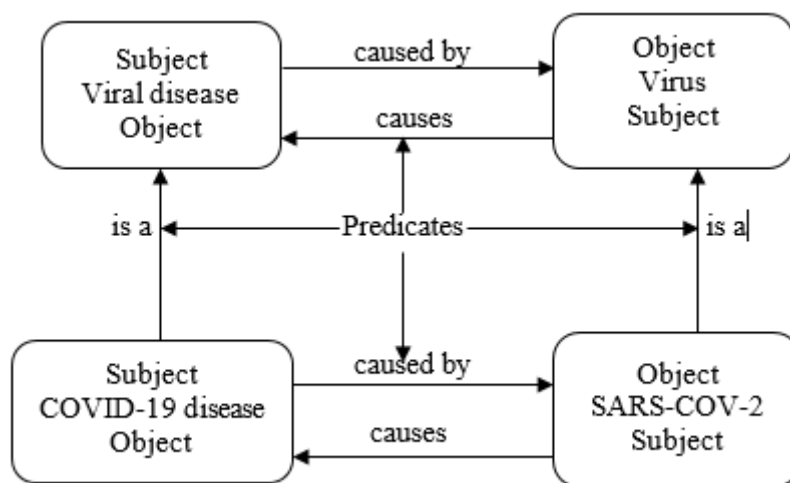 Subject
Viral disease
Object
caused by
causes
Object
Virus
Subject
is a
Predicates
is a
Subject
COVID-19 disease
Object
caused by
causes
Object
SARS-COV-2
Subject